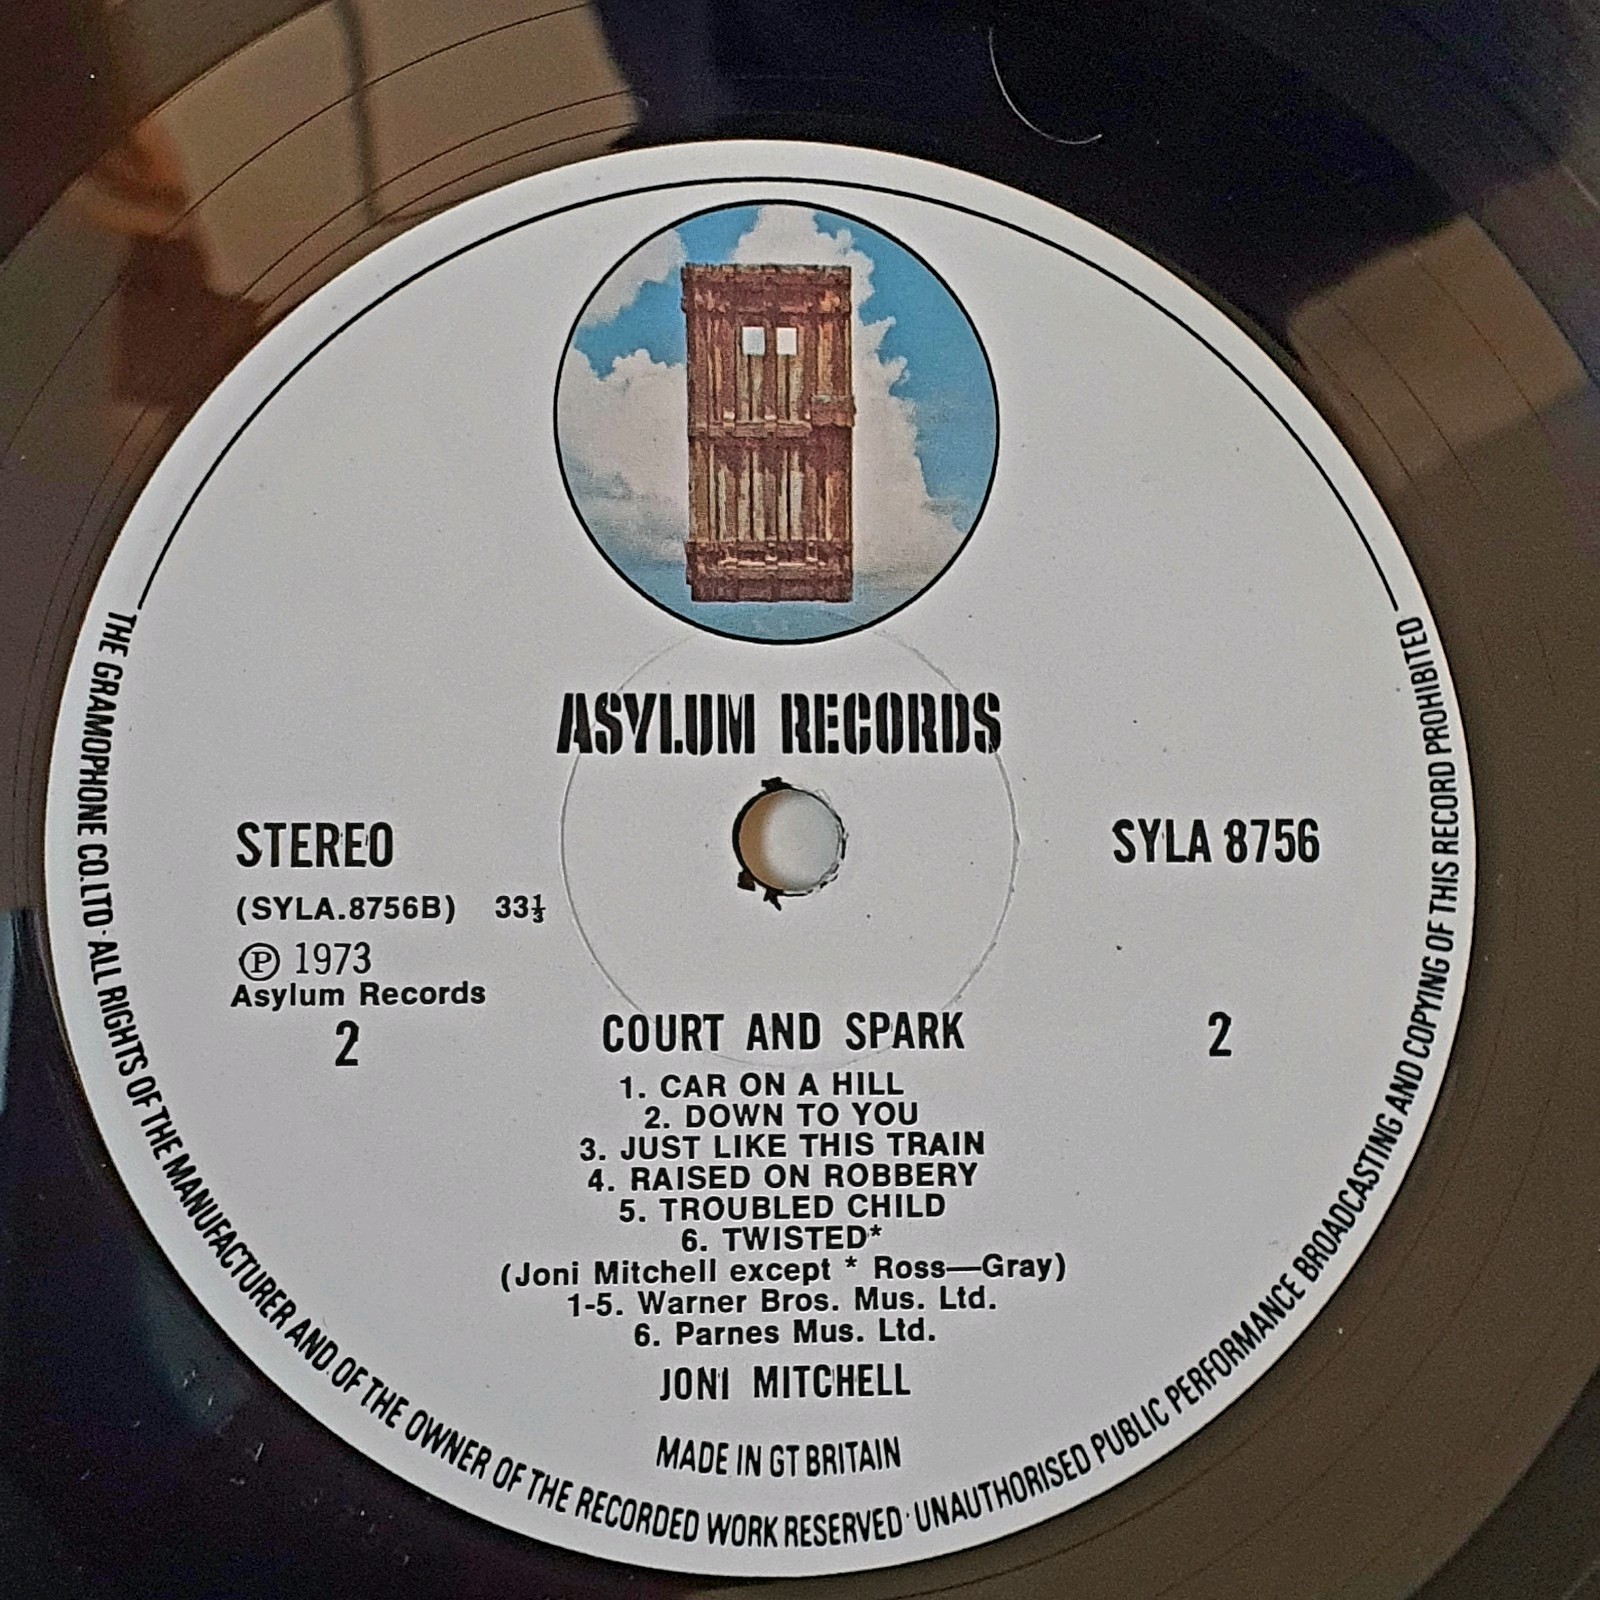 ASYLUM RECORDS
STEREO
SYLA 8756
(SYLA.8756B) 33⅓
Ⓟ 1973
Asylum Records
2
2
COURT AND SPARK
1. CAR ON A HILL
2. DOWN TO YOU
3. JUST LIKE THIS TRAIN
4. RAISED ON ROBBERY
5. TROUBLED CHILD
6. TWISTED*
(Joni Mitchell except * Ross—Gray)
1-5. Warner Bros. Mus. Ltd.
6. Parnes Mus. Ltd.
JONI MITCHELL
MADE IN GT BRITAIN
THE GRAMOPHONE CO. LTD · ALL RIGHTS OF THE MANUFACTURER AND OF THE OWNER OF THE RECORDED WORK RESERVED · UNAUTHORISED PUBLIC PERFORMANCE BROADCASTING AND COPYING OF THIS RECORD PROHIBITED